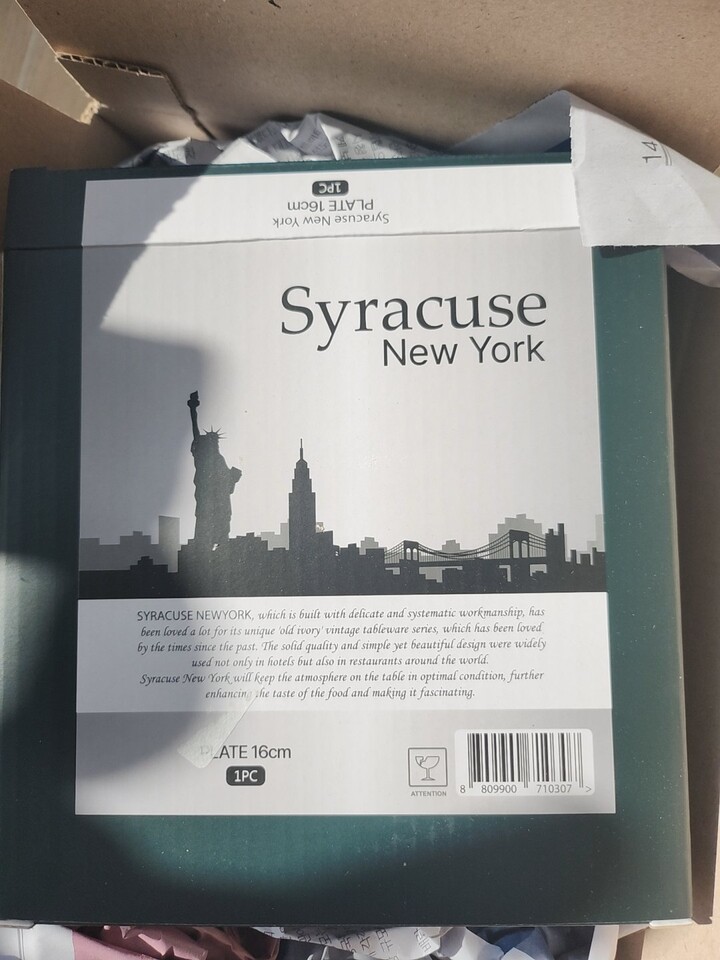 14
1PC
PLATE 16cm
Syracuse New York
Syracuse
New York
SYRACUSE NEWYORK, which is built with delicate and systematic workmanship, has
been loved a lot for its unique 'old ivory' vintage tableware series, which has been loved
by the times since the past. The solid quality and simple yet beautiful design were widely
used not only in hotels but also in restaurants around the world.
Syracuse New York will keep the atmosphere on the table in optimal condition, further
enhancing the taste of the food and making it fascinating.
PLATE 16cm
1PC
ATTENTION
8 809900 710307 >